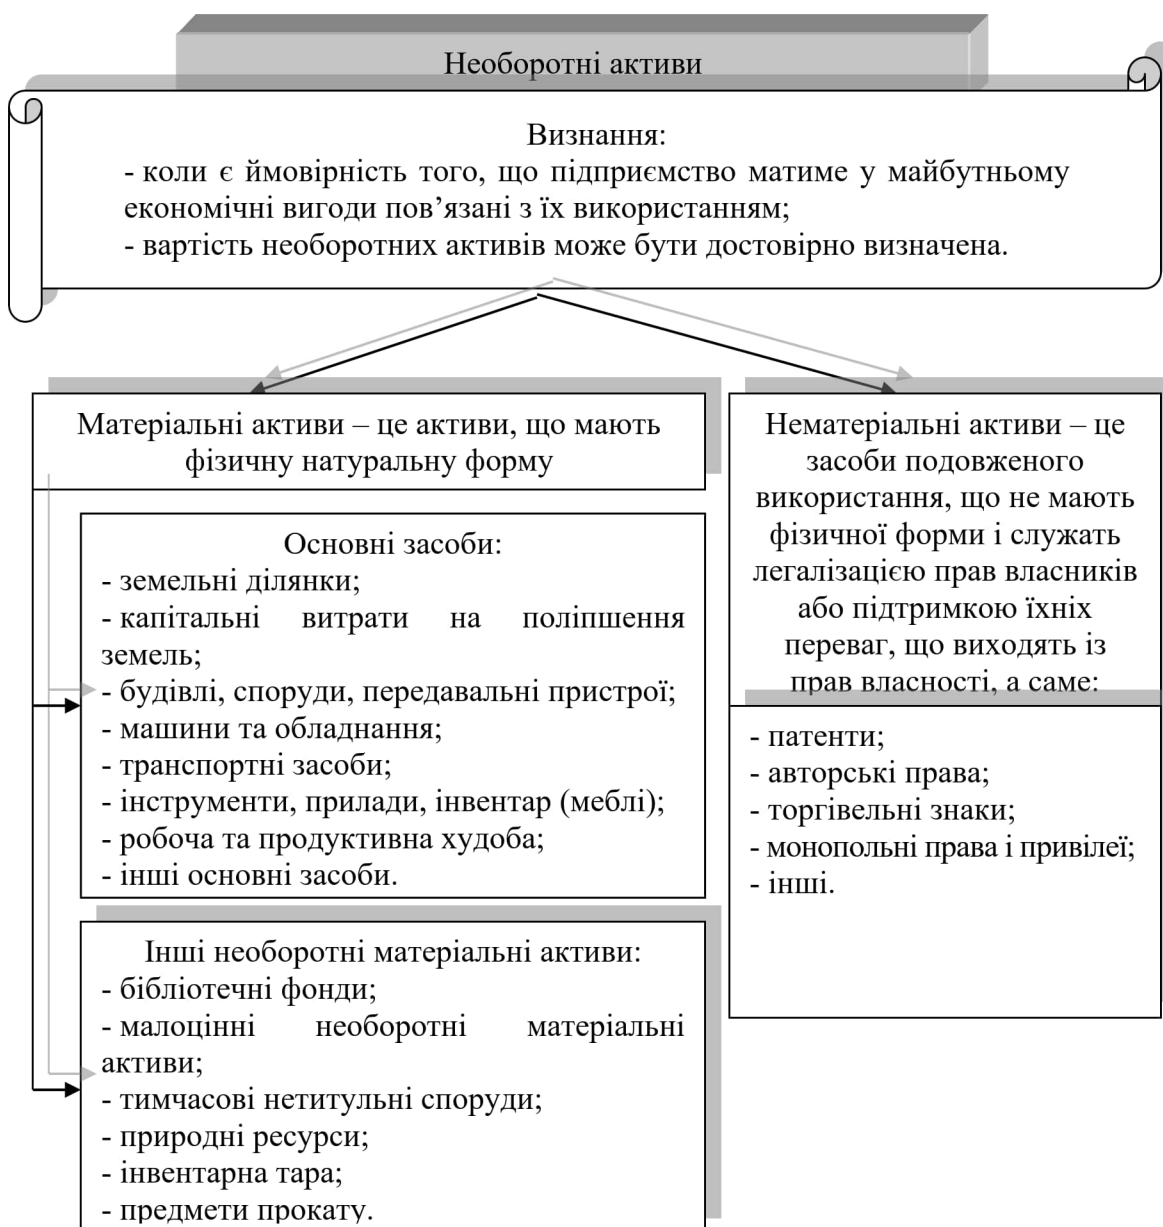 Необоротні активи
Визнання:
- коли є ймовірність того, що підприємство матиме у майбутньому
економічні вигоди пов’язані з їх використанням;
- вартість необоротних активів може бути достовірно визначена.
Матеріальні активи – це активи, що мають
фізичну натуральну форму
Основні засоби:
- земельні ділянки;
- капітальні витрати на поліпшення
земель;
- будівлі, споруди, передавальні пристрої;
- машини та обладнання;
- транспортні засоби;
- інструменти, прилади, інвентар (меблі);
- робоча та продуктивна худоба;
- інші основні засоби.
Інші необоротні матеріальні активи:
- бібліотечні фонди;
- малоцінні необоротні матеріальні
активи;
- тимчасові нетитульні споруди;
- природні ресурси;
- інвентарна тара;
- предмети прокату.
Нематеріальні активи – це
засоби подовженого
використання, що не мають
фізичної форми і служать
легалізацією прав власників
або підтримкою їхніх
переваг, що виходять із
прав власності, а саме:
- патенти;
- авторські права;
- торгівельні знаки;
- монопольні права і привілеї;
- інші.